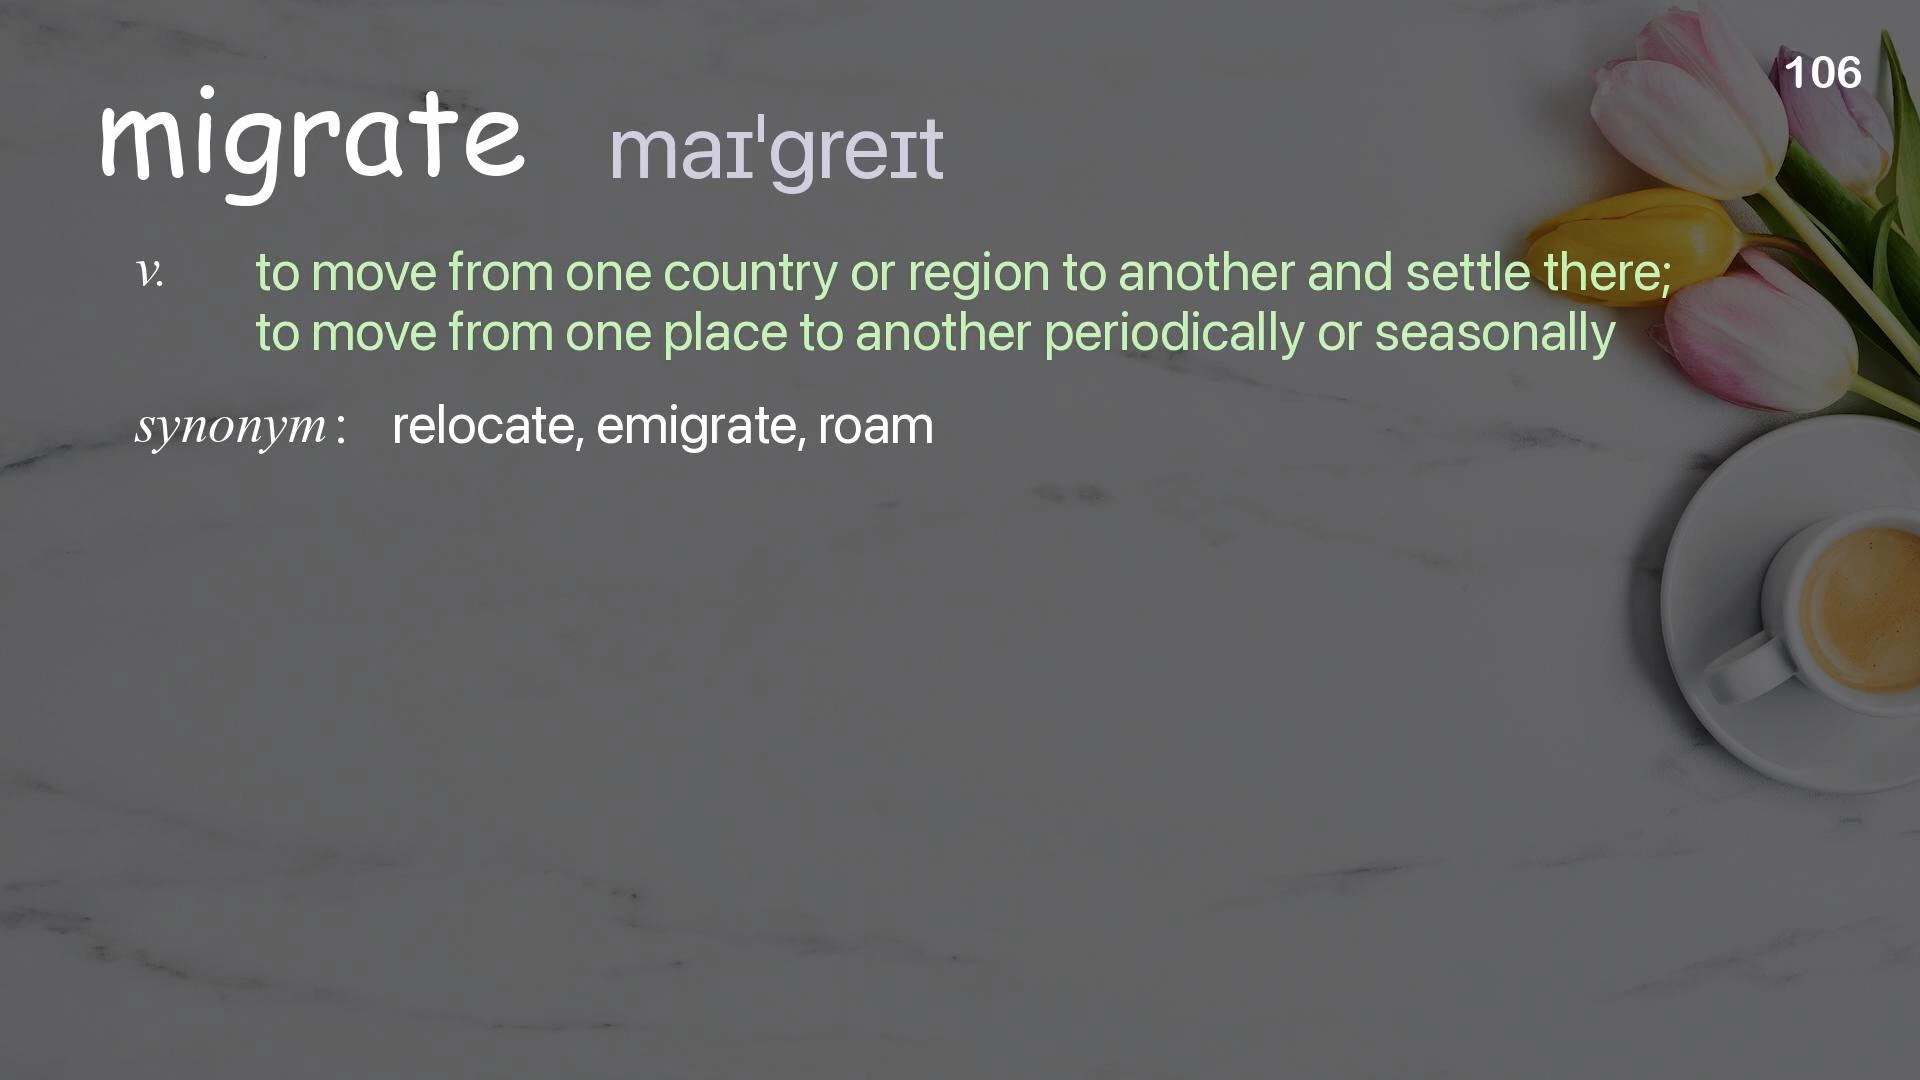 106
migrate maɪˈgreɪt
v. to move from one country or region to another and settle there;
to move from one place to another periodically or seasonally
synonym : relocate, emigrate, roam